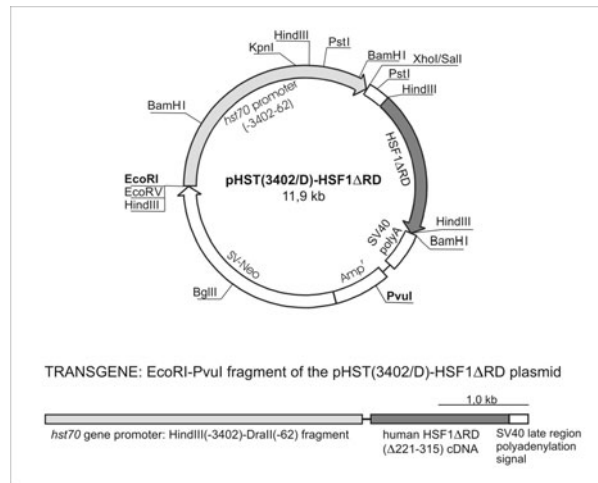 HindIII
KpnI
PstI
BamHI
XhoI/SalI
PstI
HindIII
BamHI
hst70 promoter
(-3402-62)
HSF1ΔRD
EcoRI
EcoRV
HindIII
pHST(3402/D)-HSF1ΔRD
11,9 kb
HindIII
BamHI
SV40
polyA
SV-Neo
Ampʳ
BglII
PvuI
TRANSGENE: EcoRI-PvuI fragment of the pHST(3402/D)-HSF1ΔRD plasmid
1,0 kb
hst70 gene promoter: HindIII(-3402)-DraII(-62) fragment
human HSF1ΔRD
(Δ221-315) cDNA
SV40 late region
polyadenylation
signal